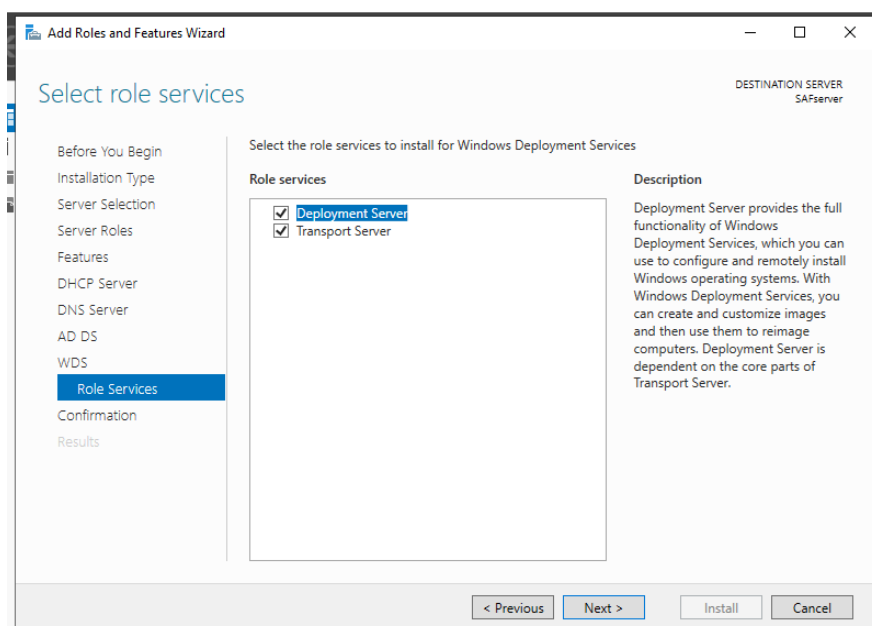 Add Roles and Features Wizard
Select role services
DESTINATION SERVER
SAFserver
Before You Begin
Installation Type
Server Selection
Server Roles
Features
DHCP Server
DNS Server
AD DS
WDS
Role Services
Confirmation
Results
Select the role services to install for Windows Deployment Services
Role services
Deployment Server
Transport Server
Description
Deployment Server provides the full
functionality of Windows
Deployment Services, which you can
use to configure and remotely install
Windows operating systems. With
Windows Deployment Services, you
can create and customize images
and then use them to reimage
computers. Deployment Server is
dependent on the core parts of
Transport Server.
< Previous
Next >
Install
Cancel